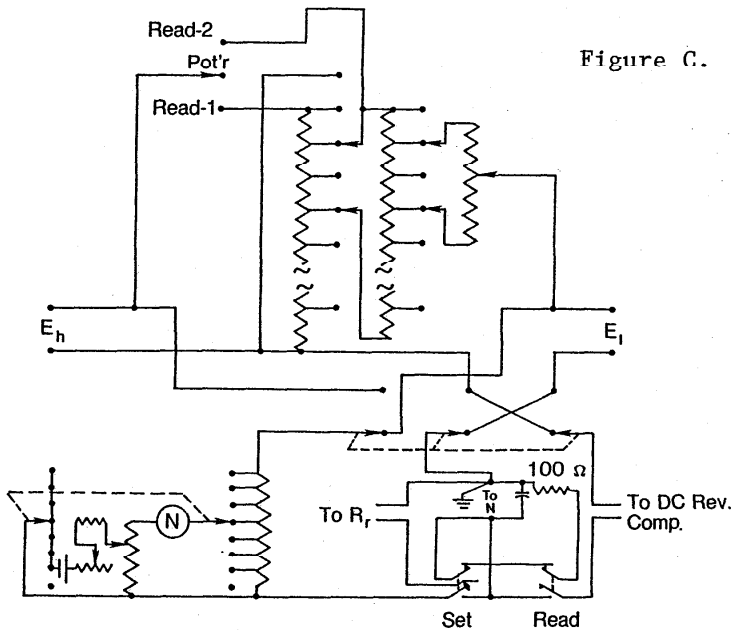 Read-2
Figure C.
Pot'r
Read-1
E_h
E_l
100 Ω
To R_r
To
N
To DC Rev.
Comp.
N
Set
Read